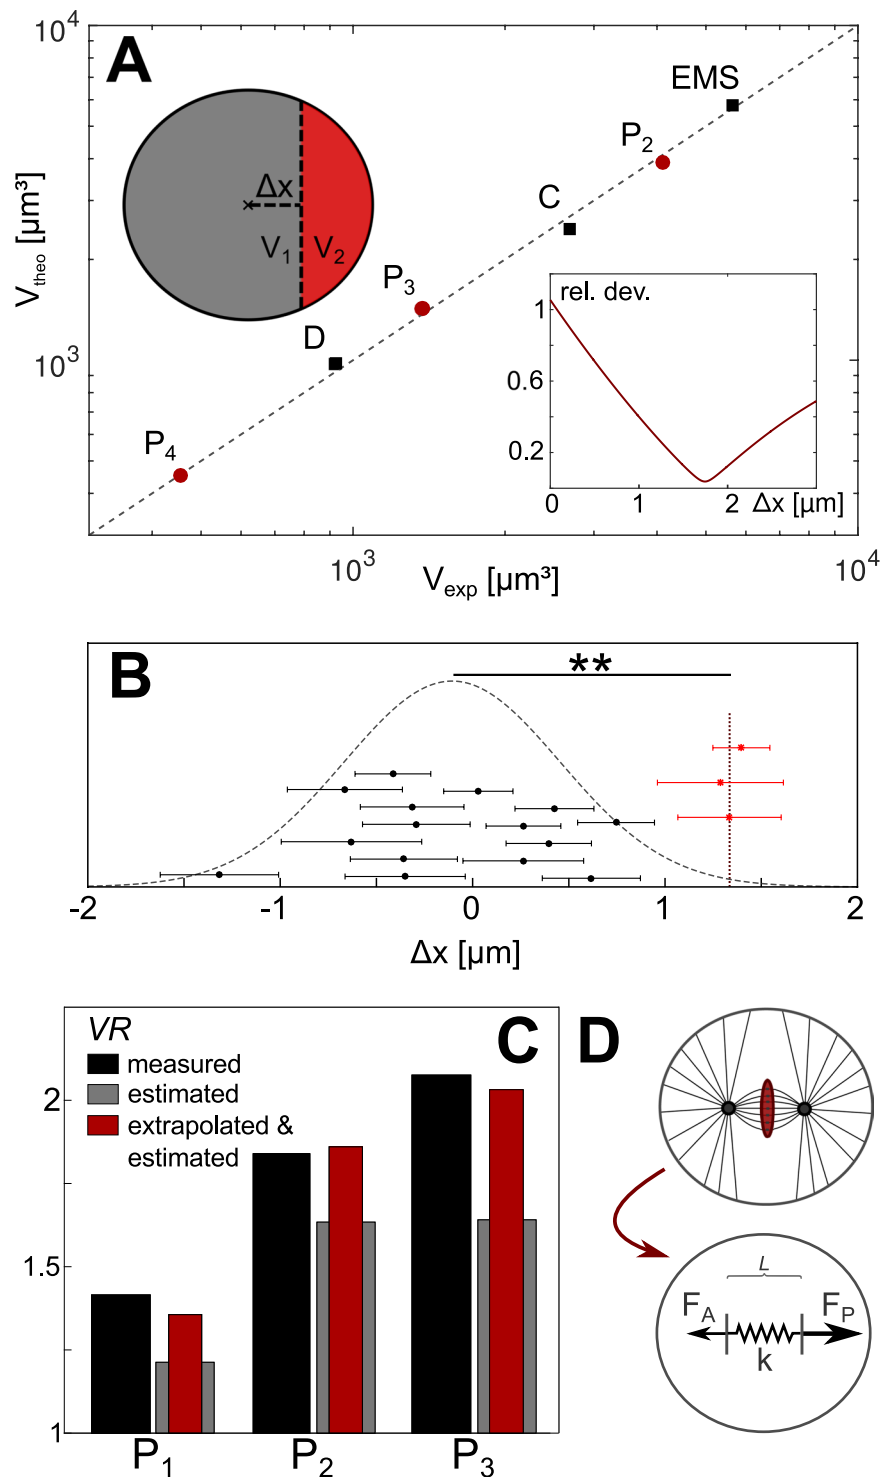 A
10⁴
EMS
P₂
C
Δx
V₁ V₂
V_theo [µm³]
P₃
rel. dev.
1
D
10³
0.6
P₄
0.2
0 1 2 Δx [µm]
10³ 10⁴
V_exp [µm³]
B
**
-2 -1 0 1 2
Δx [µm]
VR
measured
estimated
extrapolated &
estimated
C
2
1.5
1
P₁ P₂ P₃
D
L
F_A F_P
k